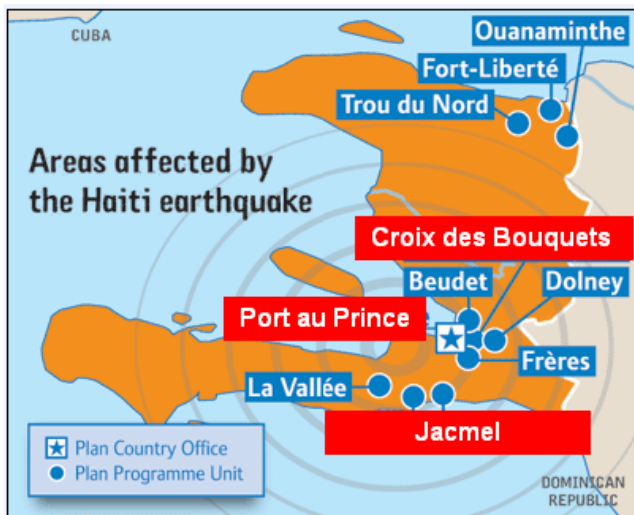 CUBA
Ouanaminthe
Fort-Liberté
Trou du Nord
Areas affected by
the Haiti earthquake
Croix des Bouquets
Beudet
Dolney
Port au Prince
Frères
La Vallée
Jacmel
Plan Country Office
Plan Programme Unit
DOMINICAN
REPUBLIC